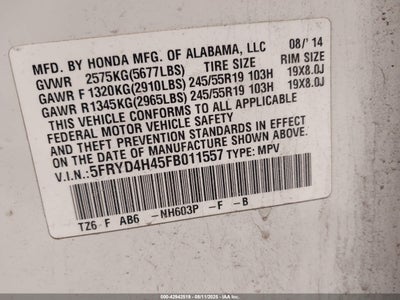 MFD. BY HONDA MFG. OF ALABAMA, LLC 08/'14
GVWR 2575KG(5677LBS) TIRE SIZE RIM SIZE
GAWR F 1320KG(2910LBS) 245/55R19 103H 19X8.0J
GAWR R1345KG(2965LBS) 245/55R19 103H 19X8.0J
THIS VEHICLE CONFORMS TO ALL APPLICABLE
FEDERAL MOTOR VEHICLE SAFETY STANDARDS
IN EFFECT ON THE DATE OF MANUFACTURE SHOWN ABOVE.
V.I.N.:5FRYD4H45FB011557 TYPE: MPV
TZ6 F AB6 -NH603P -F -B